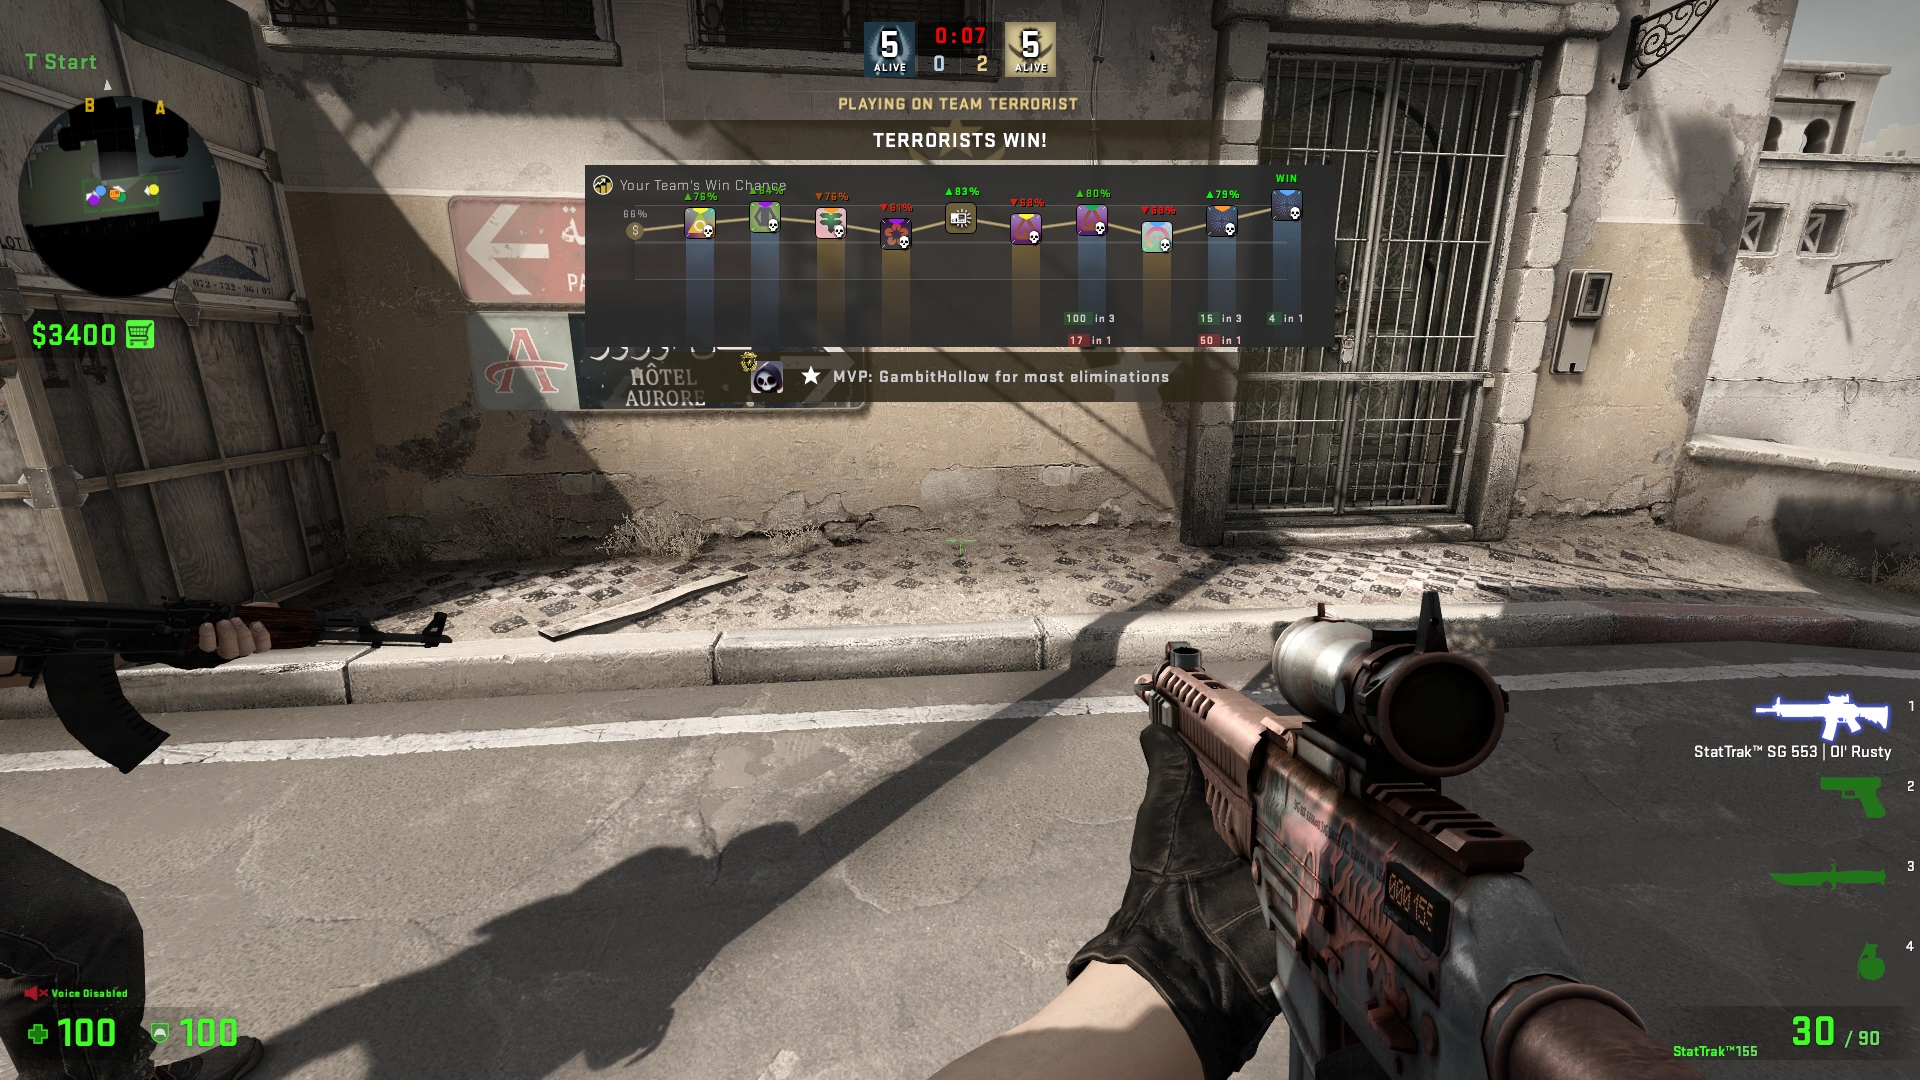 T Start
B A
5 ALIVE 0:07 5 ALIVE
0 2
PLAYING ON TEAM TERRORIST
TERRORISTS WIN!
Your Team's Win Chance
66% ▲76% ▲84% ▼76% ▼61% ▲83% ▼68% ▲80% ▲79% WIN
$
100 in 3 15 in 3 4 in 1
17 in 1 50 in 1
MVP: GambitHollow for most eliminations
$3400
A HÔTEL
AURORE
1
StatTrak™ SG 553 | Ol' Rusty
2
3
4
000155
Voice Disabled
100 100
StatTrak™155
30 / 90